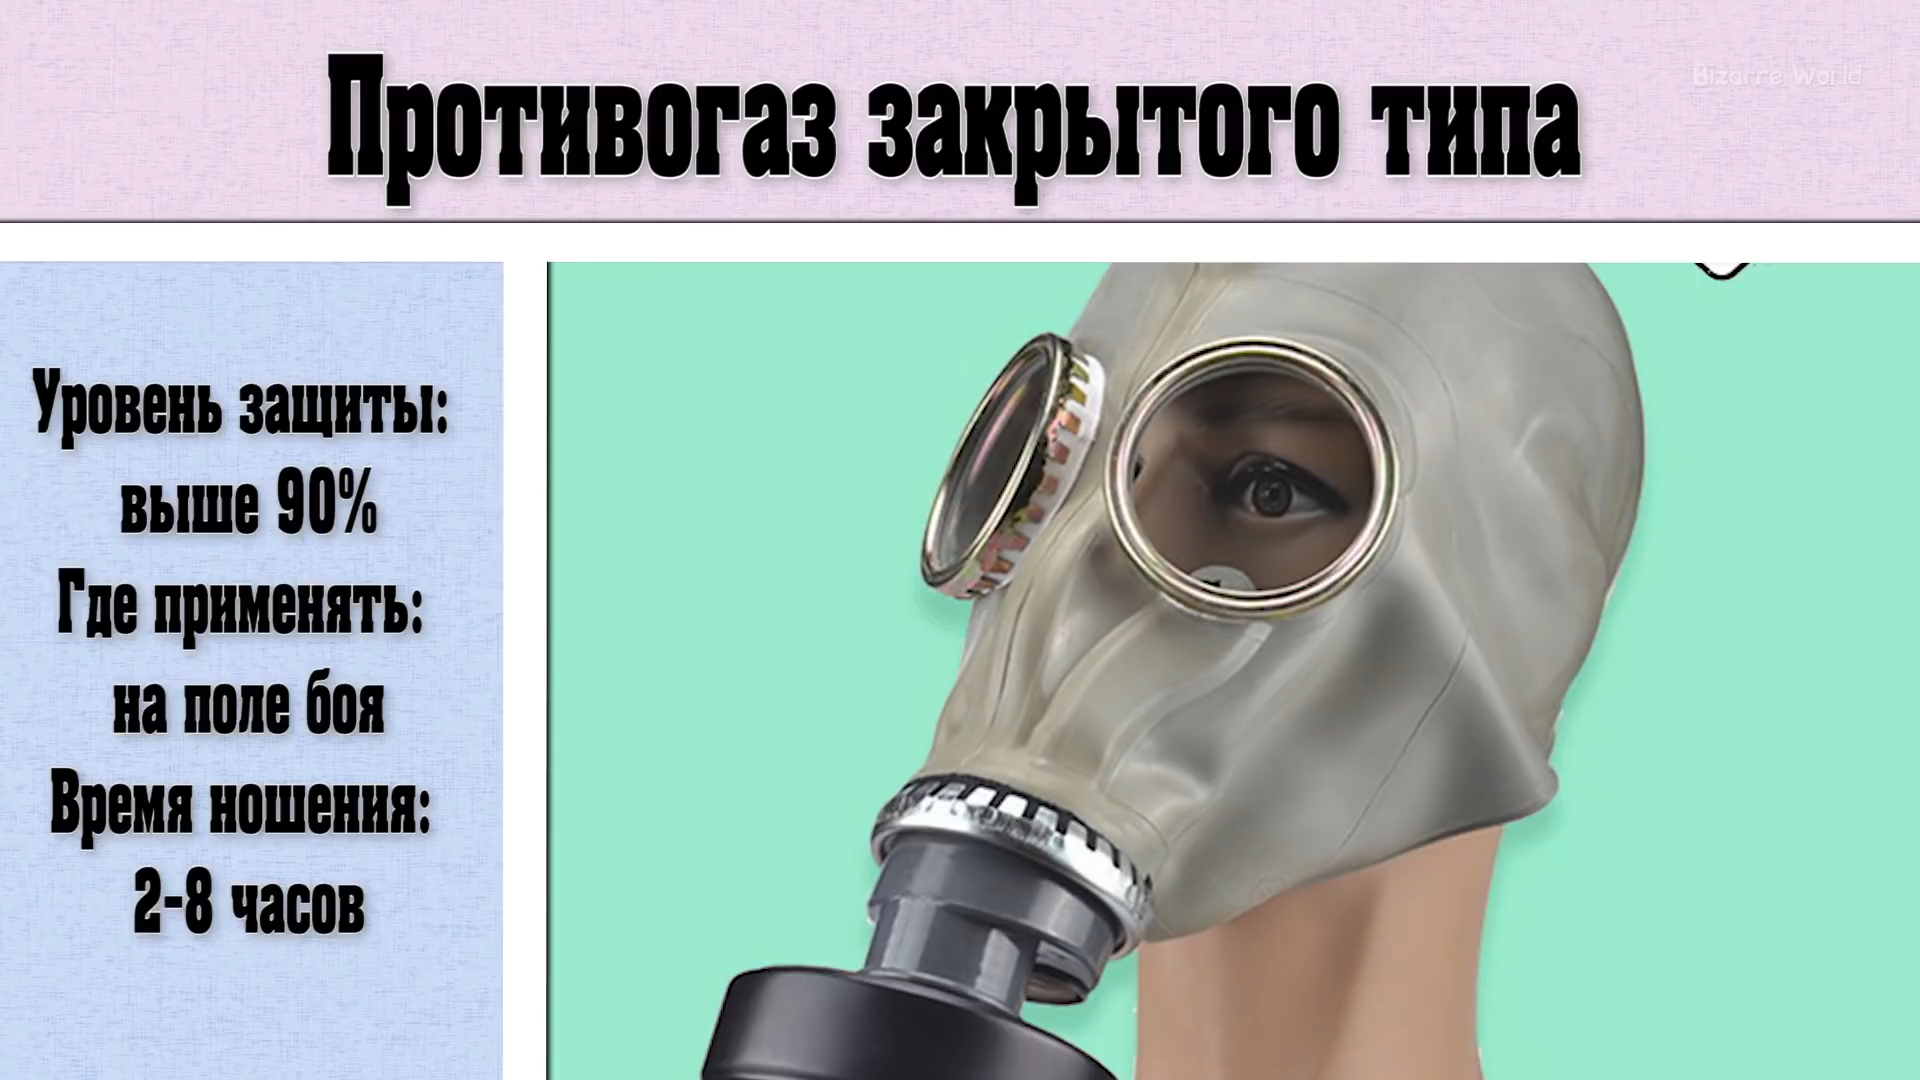 Противогаз закрытого типа
Bizarre World
Уровень защиты:
выше 90%
Где применять:
на поле боя
Время ношения:
2-8 часов